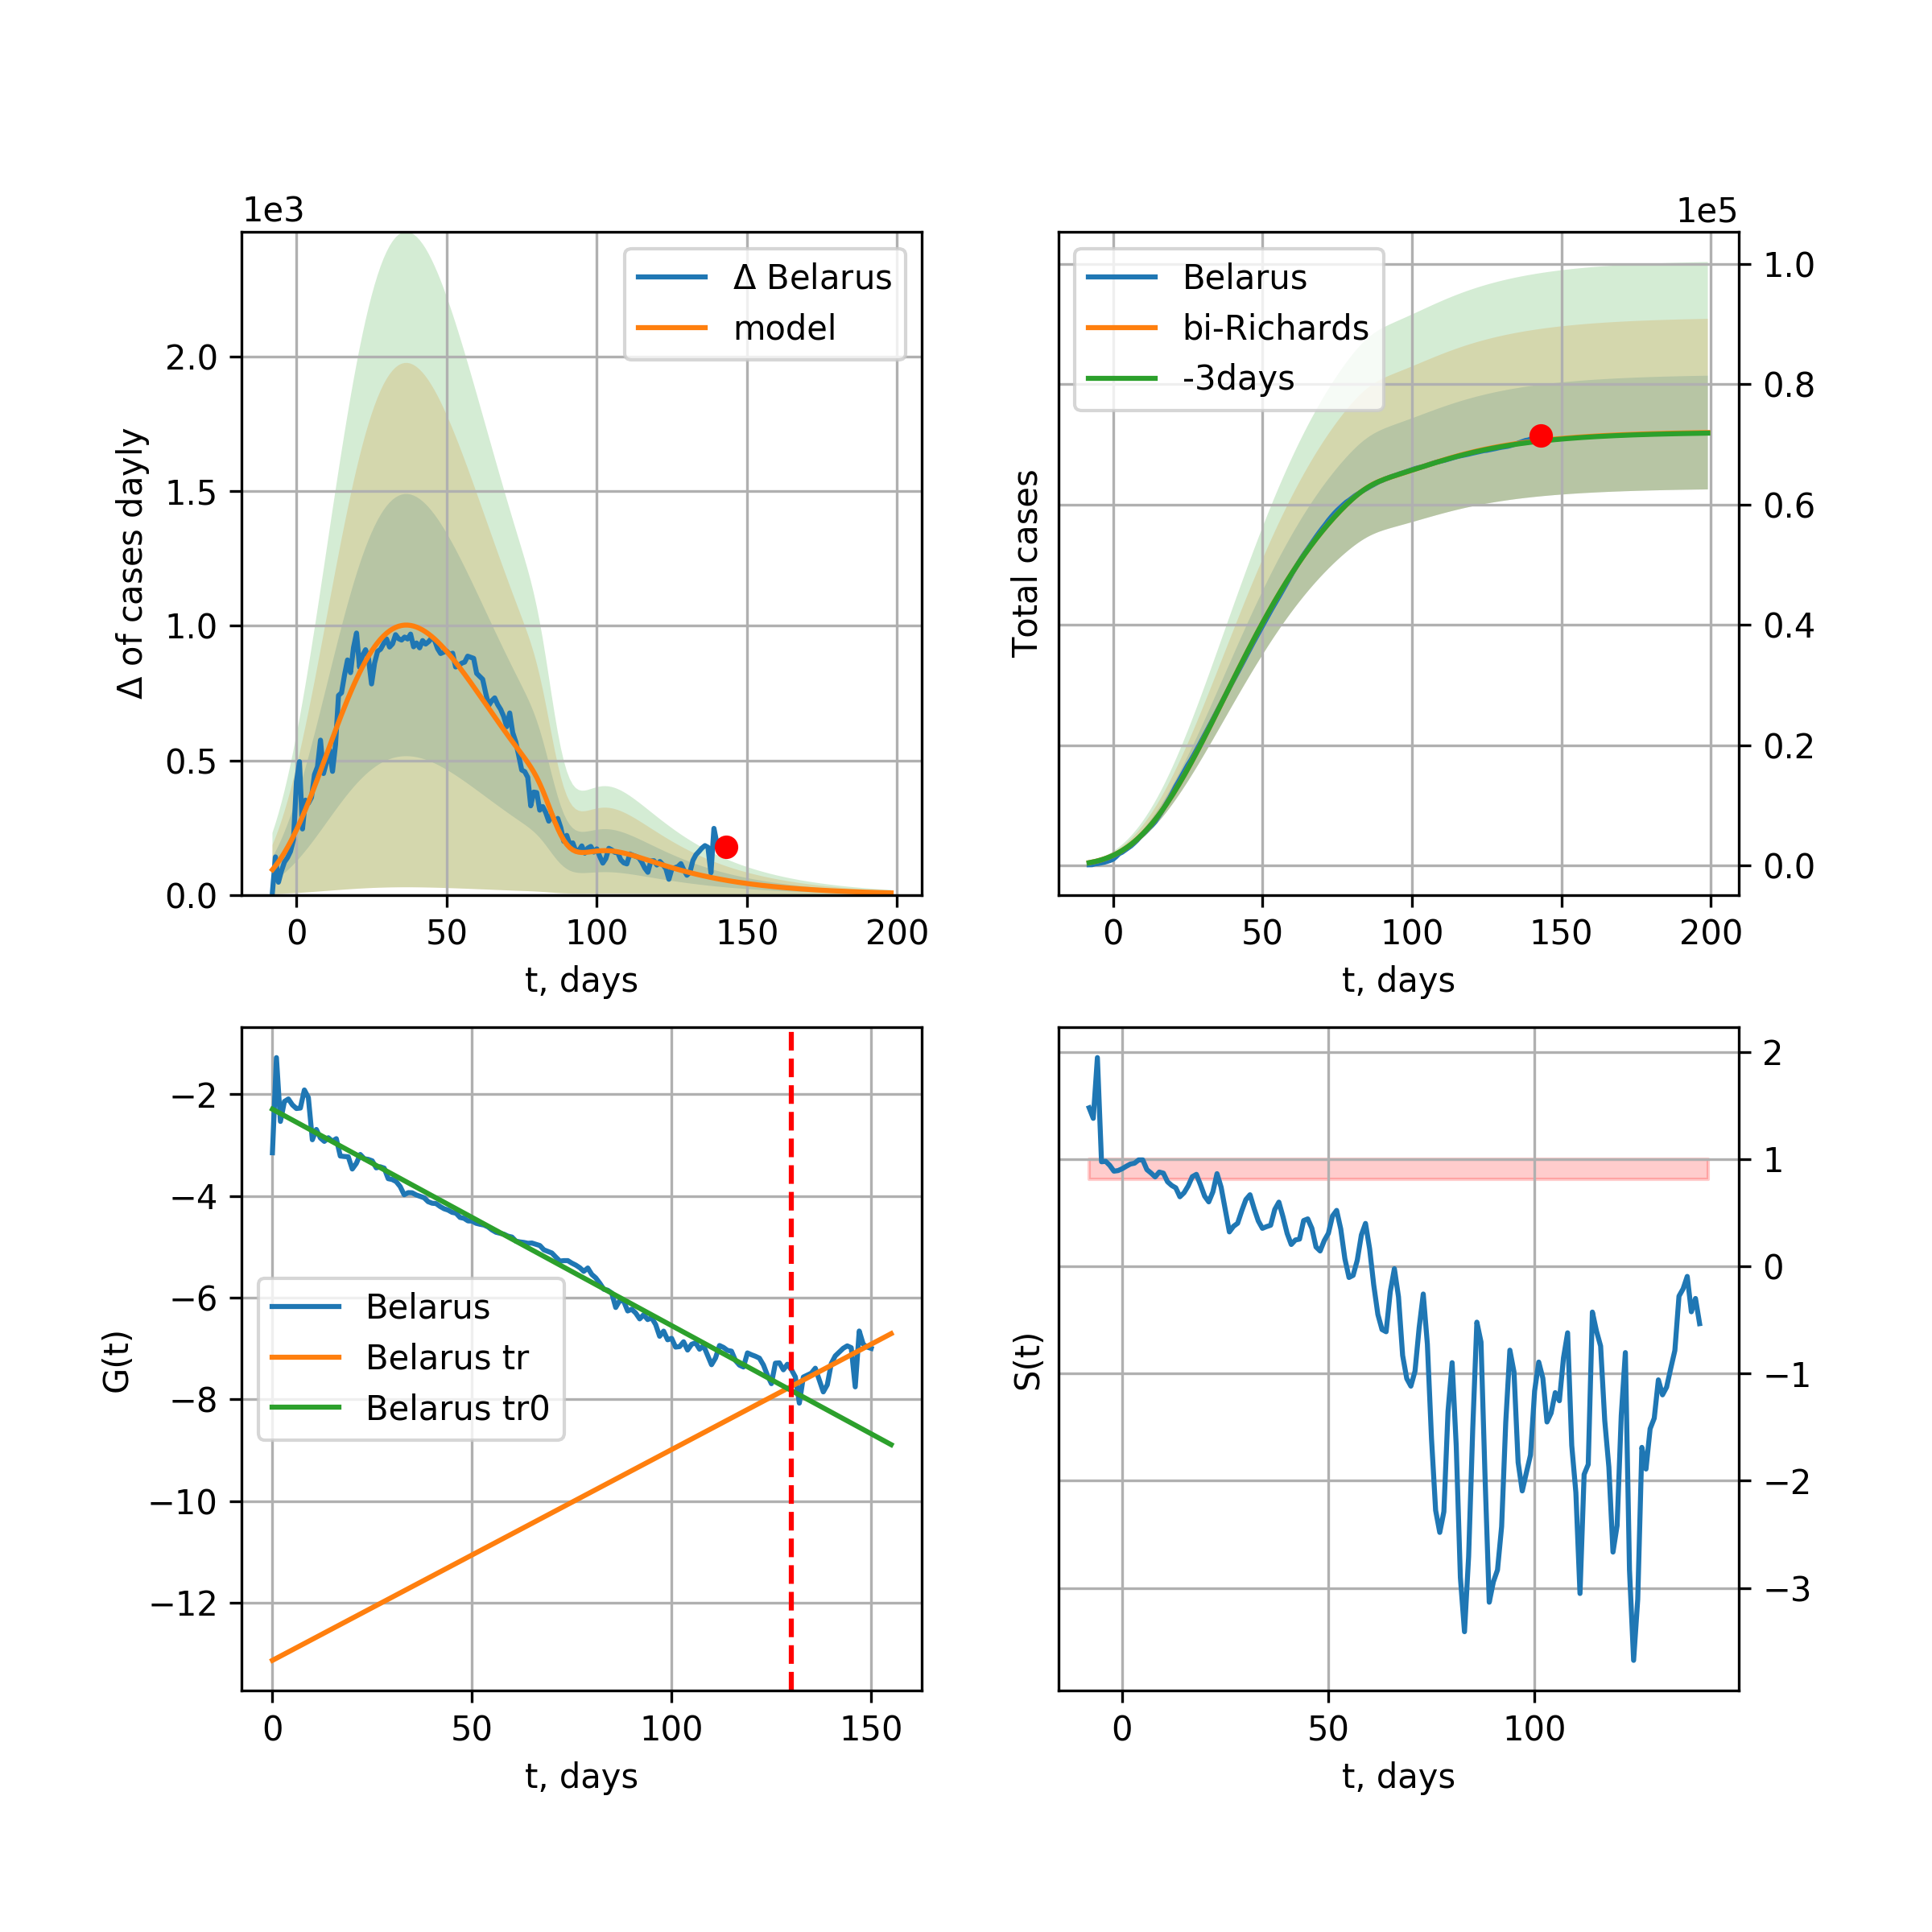 1e3
Δ Belarus
model
2.0
1.5
1.0
0.5
0.0
Δ of cases dayly
0 50 100 150 200
t, days
1e5
Belarus
bi-Richards
-3days
1.0
0.8
0.6
0.4
0.2
0.0
Total cases
0 50 100 150 200
t, days
−2
−4
−6
−8
−10
−12
G(t)
Belarus
Belarus tr
Belarus tr0
0 50 100 150
t, days
2
1
0
−1
−2
−3
S(t)
0 50 100
t, days